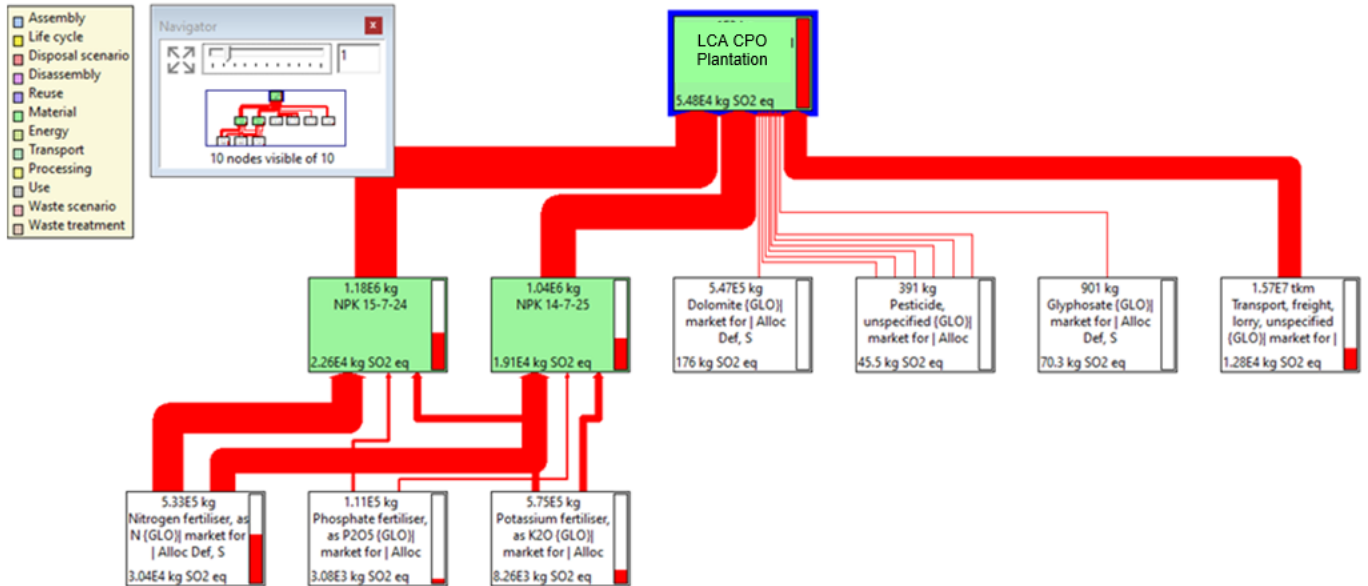 Assembly
Life cycle
Disposal scenario
Disassembly
Reuse
Material
Energy
Transport
Processing
Use
Waste scenario
Waste treatment
Navigator
1
10 nodes visible of 10
LCA CPO
Plantation
5.48E4 kg SO2 eq
1.18E6 kg
NPK 15-7-24
2.26E4 kg SO2 eq
1.04E6 kg
NPK 14-7-25
1.91E4 kg SO2 eq
5.47E5 kg
Dolomite {GLO}|
market for | Alloc
Def, S
176 kg SO2 eq
391 kg
Pesticide,
unspecified {GLO}|
market for | Alloc
45.5 kg SO2 eq
901 kg
Glyphosate {GLO}|
market for | Alloc
Def, S
70.3 kg SO2 eq
1.57E7 tkm
Transport, freight,
lorry, unspecified
{GLO}| market for |
1.28E4 kg SO2 eq
5.33E5 kg
Nitrogen fertiliser, as
N {GLO}| market for
| Alloc Def, S
3.04E4 kg SO2 eq
1.11E5 kg
Phosphate fertiliser,
as P2O5 {GLO}|
market for | Alloc
3.08E3 kg SO2 eq
5.75E5 kg
Potassium fertiliser,
as K2O {GLO}|
market for | Alloc
8.26E3 kg SO2 eq